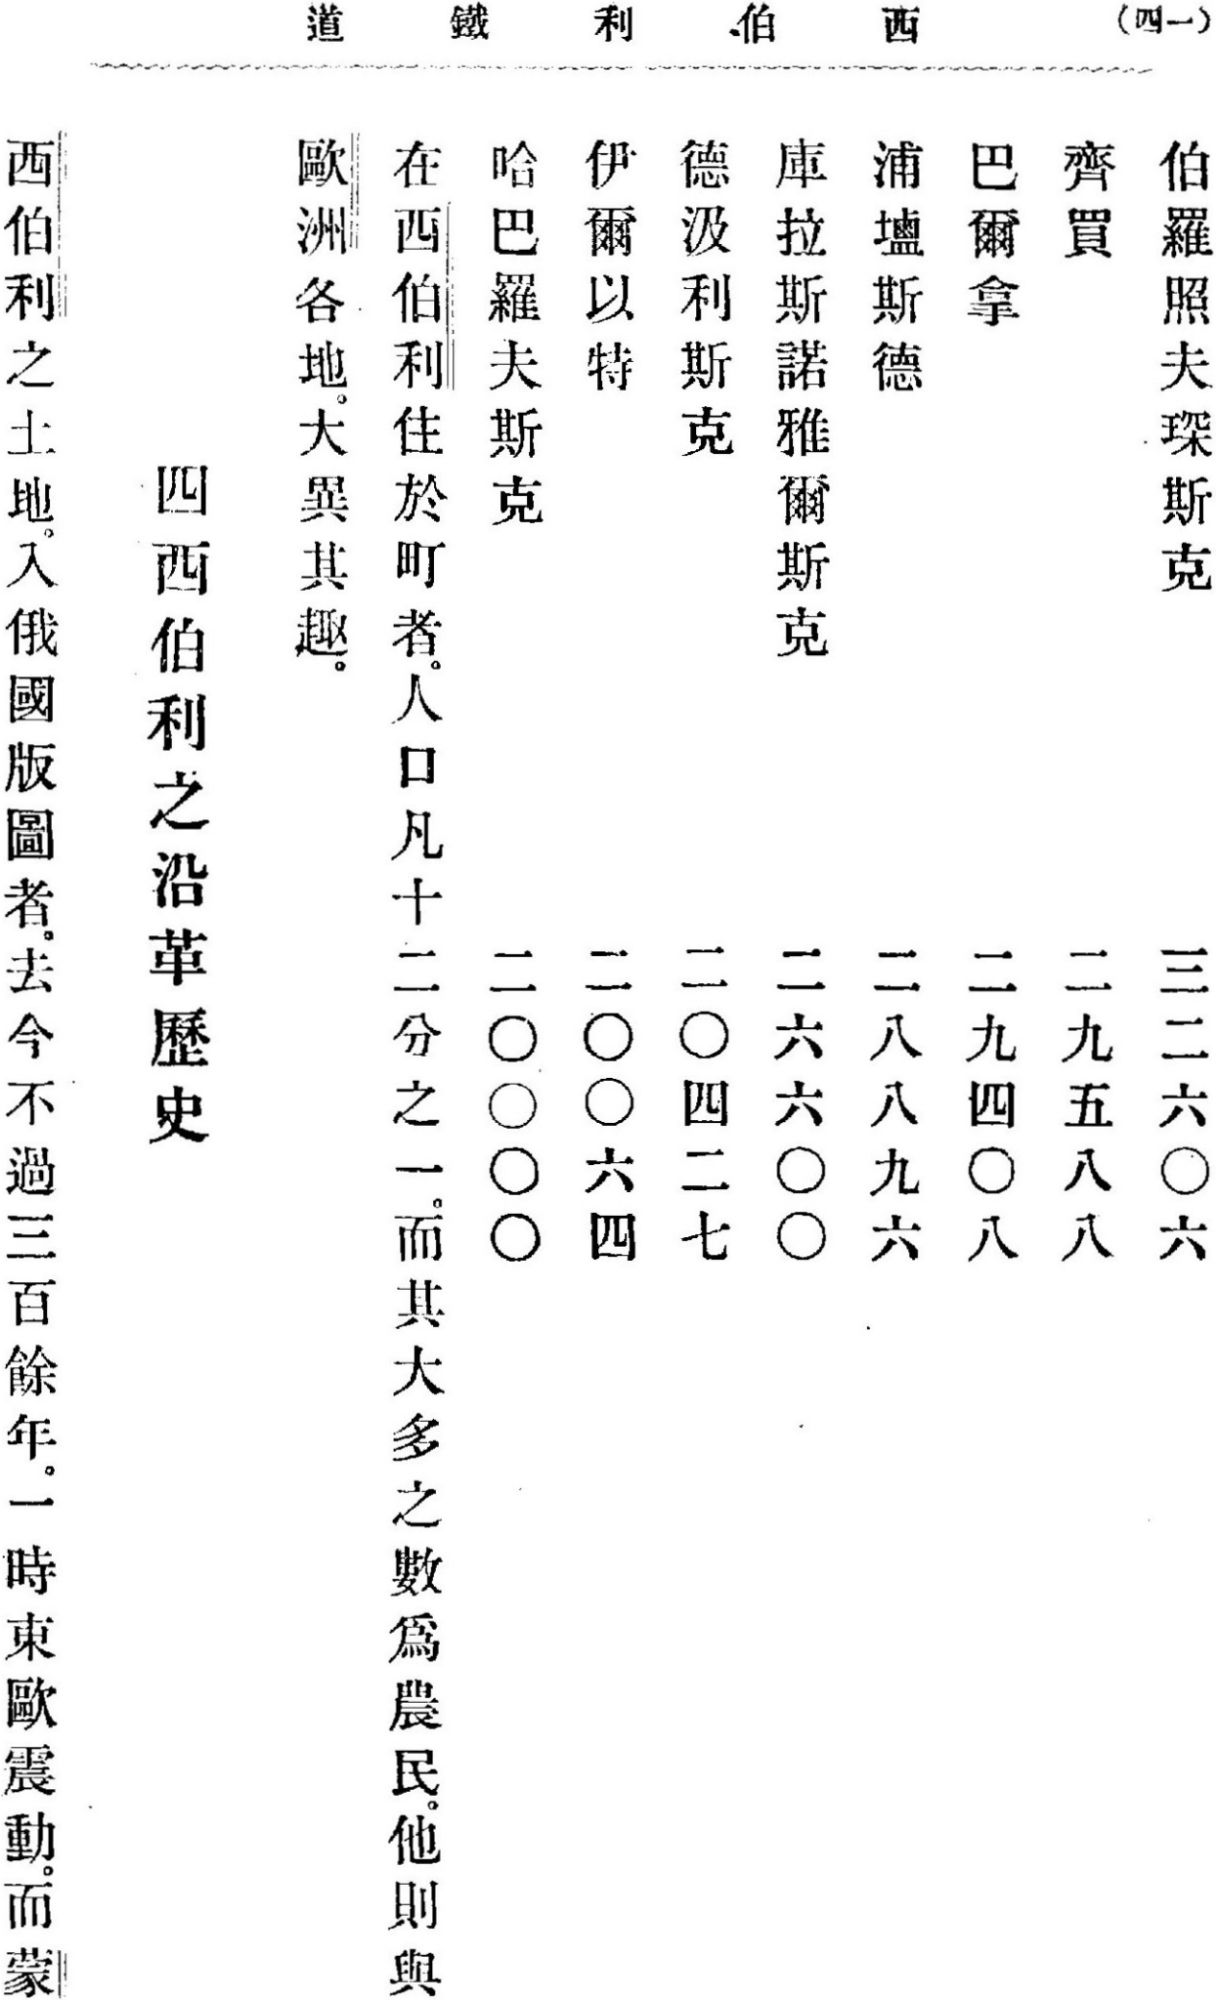 (四一)
西伯利鐵道
伯羅照夫琛斯克 三二六〇六
齊買 二九五八八
巴爾拿 二九四〇八
浦塩斯德 二八八九六
庫拉斯諾雅爾斯克 二六六〇〇
德汲利斯克 二〇四二七
伊爾以特 二〇〇六四
哈巴羅夫斯克 二〇〇〇〇
在西伯利住於町者。人口凡十二分之一。而其大多之數爲農民。他則與
歐洲各地。大異其趣。
四西伯利之沿革歷史
西伯利之土地。入俄國版圖者。去今不過三百餘年。一時東歐震動。而蒙